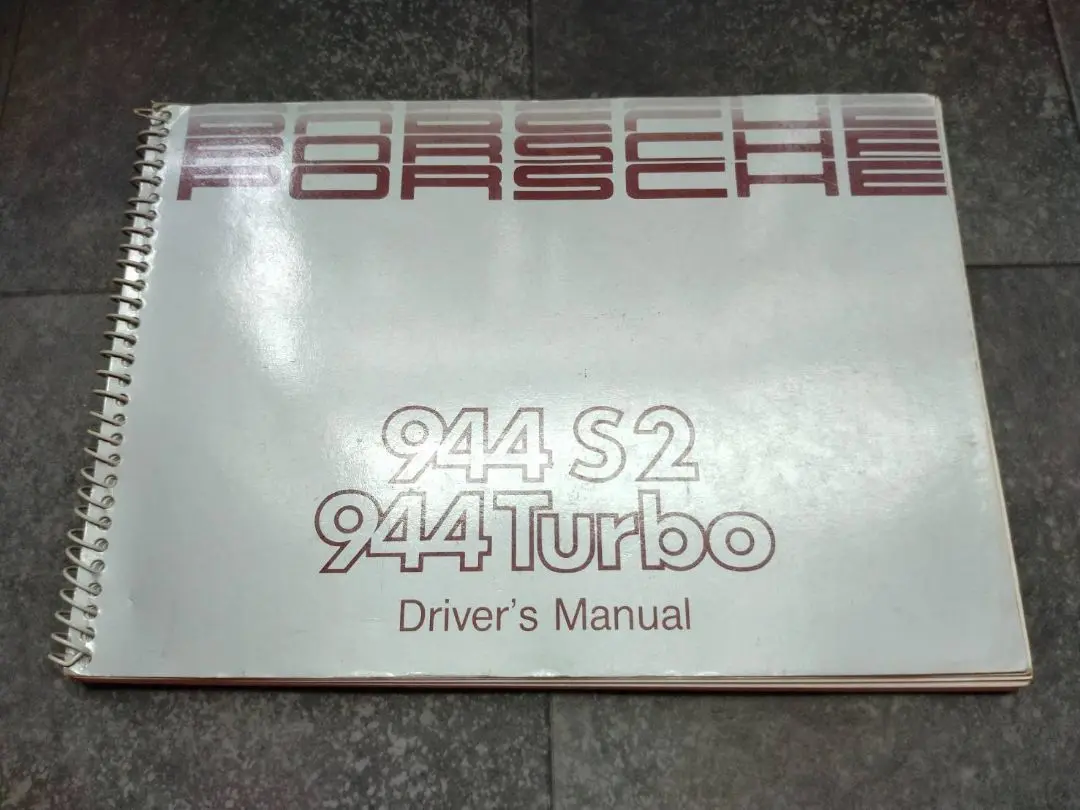 PORSCHE
PORSCHE
PORSCHE
944 S2
944 Turbo
Driver's Manual